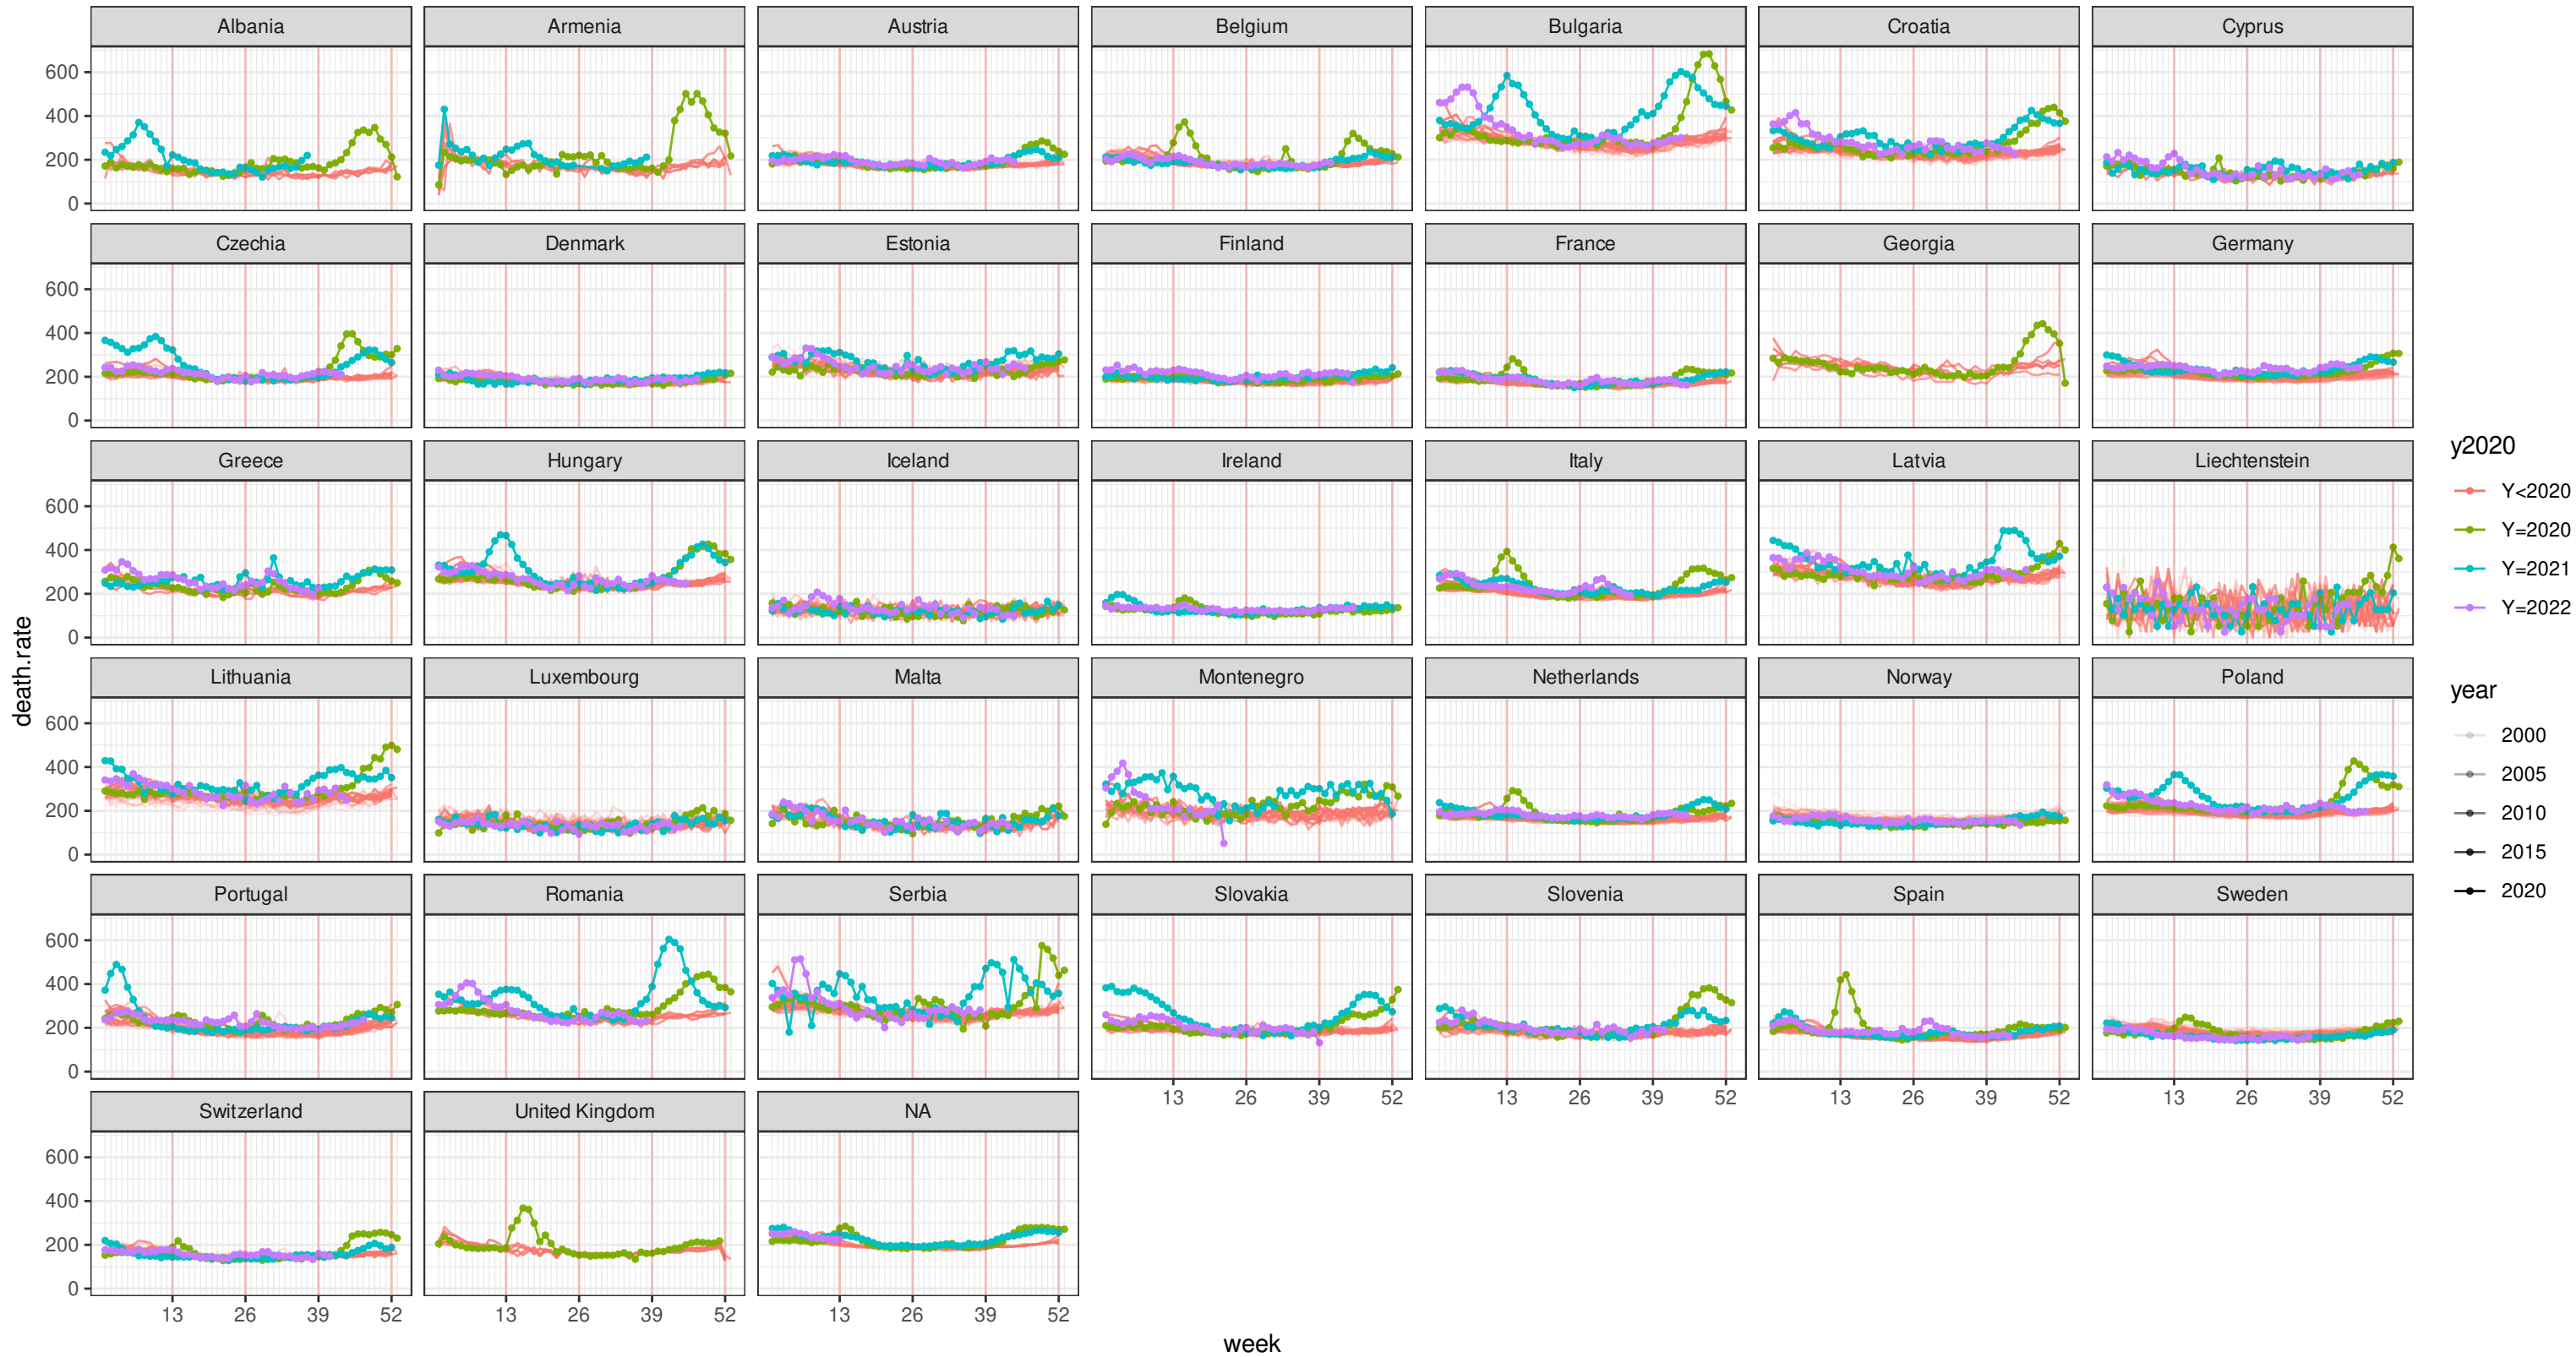 Albania Armenia Austria Belgium Bulgaria Croatia Cyprus
600
400
200
0
Czechia Denmark Estonia Finland France Georgia Germany
600
400
200
0
Greece Hungary Iceland Ireland Italy Latvia Liechtenstein
600
400
200
0
Lithuania Luxembourg Malta Montenegro Netherlands Norway Poland
600
400
200
0
Portugal Romania Serbia Slovakia Slovenia Spain Sweden
600
400
200
0
13 26 39 52 13 26 39 52 13 26 39 52 13 26 39 52
Switzerland United Kingdom NA
600
400
200
0
13 26 39 52 13 26 39 52 13 26 39 52
week
death.rate
y2020
Y<2020
Y=2020
Y=2021
Y=2022
year
2000
2005
2010
2015
2020